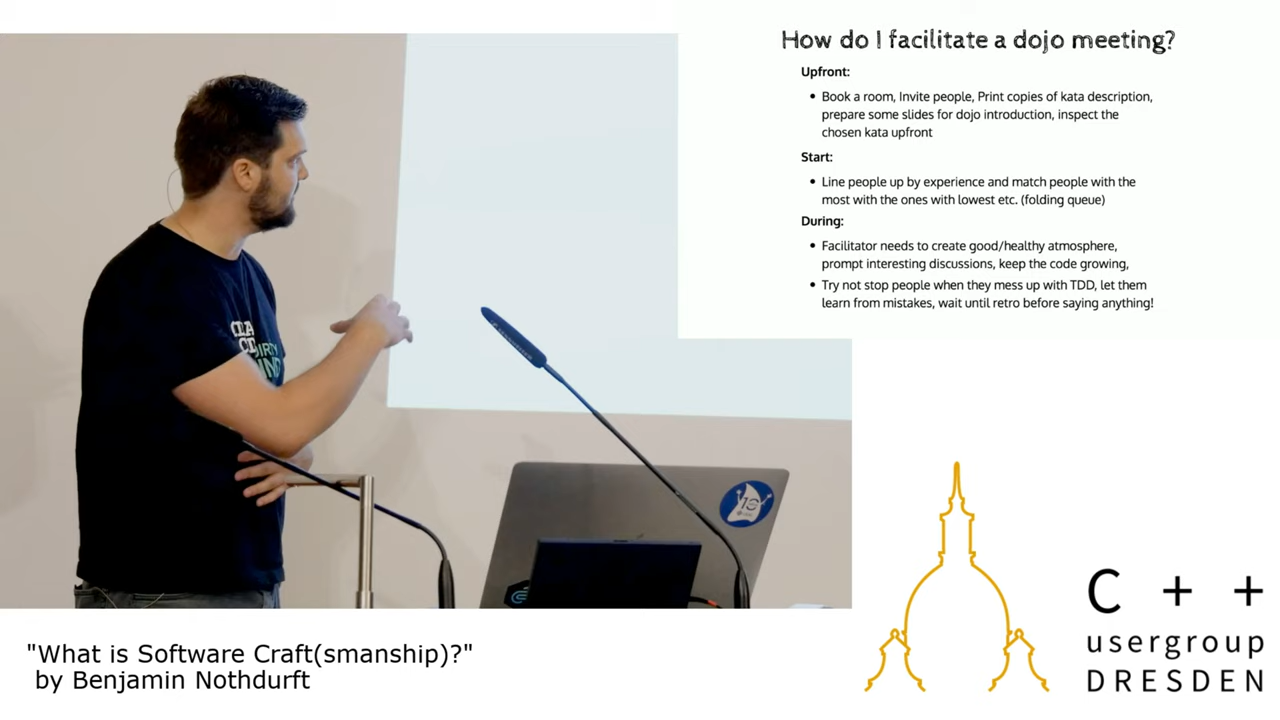 How do I facilitate a dojo meeting?
Upfront:
• Book a room, Invite people, Print copies of kata description,
prepare some slides for dojo introduction, inspect the
chosen kata upfront
Start:
• Line people up by experience and match people with the
most with the ones with lowest etc. (folding queue)
During:
• Facilitator needs to create good/healthy atmosphere,
prompt interesting discussions, keep the code growing,
• Try not stop people when they mess up with TDD, let them
learn from mistakes, wait until retro before saying anything!
10
"What is Software Craft(smanship)?"
by Benjamin Nothdurft
C + +
usergroup
DRESDEN